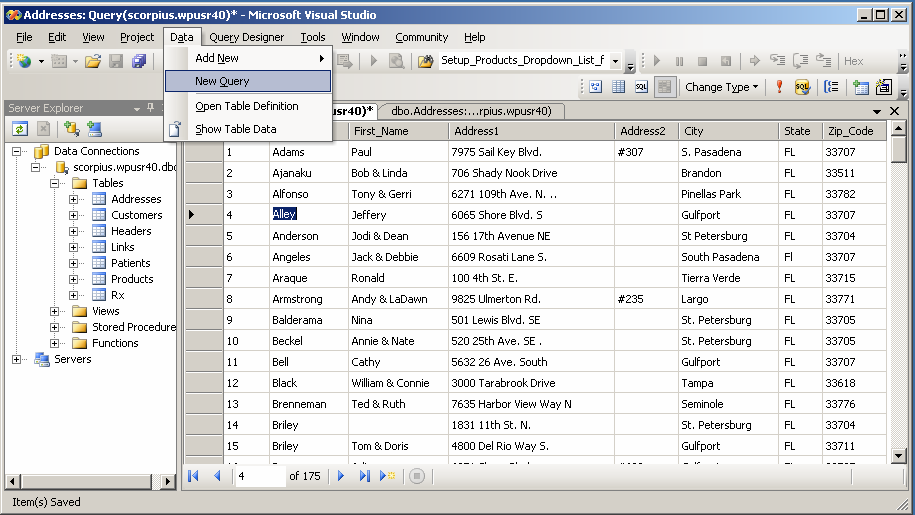 Addresses: Query(scorpius.wpusr40)* - Microsoft Visual Studio
File Edit View Project Data Query Designer Tools Window Community Help
Setup_Products_Dropdown_List_F Hex
Change Type SQL
Add New
New Query
Open Table Definition
Show Table Data
Server Explorer
Data Connections
scorpius.wpusr40.dbo
Tables
Addresses
Customers
Headers
Links
Patients
Products
Rx
Views
Stored Procedure
Functions
Servers
usr40)* dbo.Addresses:...rpius.wpusr40)
First_Name Address1 Address2 City State Zip_Code
1 Adams Paul 7975 Sail Key Blvd. #307 S. Pasadena FL 33707
2 Ajanaku Bob & Linda 706 Shady Nook Drive Brandon FL 33511
3 Alfonso Tony & Gerri 6271 109th Ave. N. .. Pinellas Park FL 33782
4 Alley Jeffery 6065 Shore Blvd. S Gulfport FL 33707
5 Anderson Jodi & Dean 156 17th Avenue NE St Petersburg FL 33704
6 Angeles Jack & Debbie 6609 Rosati Lane S. South Pasadena Fl 33707
7 Araque Ronald 100 4th St. E. Tierra Verde FL 33715
8 Armstrong Andy & LaDawn 9825 Ulmerton Rd. #235 Largo FL 33771
9 Balderama Nina 501 Lewis Blvd. SE St. Petersburg FL 33705
10 Beckel Annie & Nate 520 25th Ave. SE . St. Petersburg FL 33705
11 Bell Cathy 5632 26 Ave. South Gulfport FL 33707
12 Black William & Connie 3000 Tarabrook Drive Tampa FL 33618
13 Brenneman Ted & Ruth 7635 Harbor View Way N Seminole FL 33776
14 Briley 1831 11th St. N. St. Petersburg FL 33704
15 Briley Tom & Doris 4800 Del Rio Way S. Gulfport FL 33711
4 of 175
Item(s) Saved